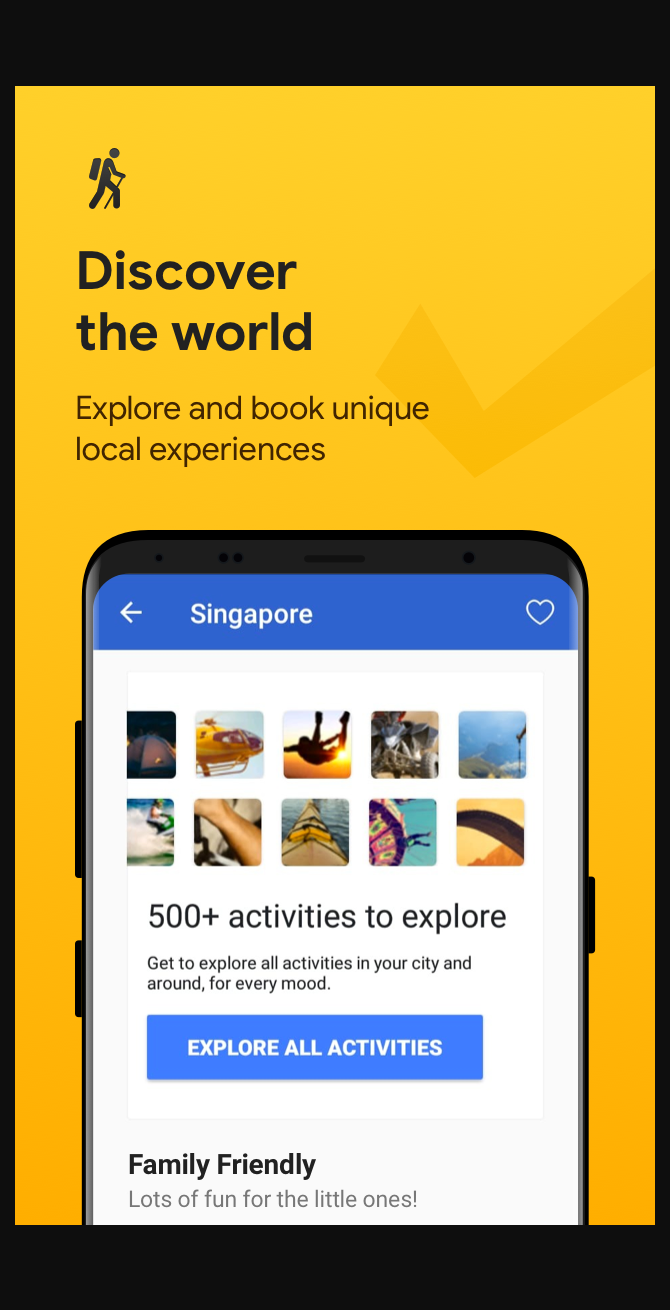 Discover
the world
Explore and book unique
local experiences
Singapore
500+ activities to explore
Get to explore all activities in your city and
around, for every mood.
EXPLORE ALL ACTIVITIES
Family Friendly
Lots of fun for the little ones!